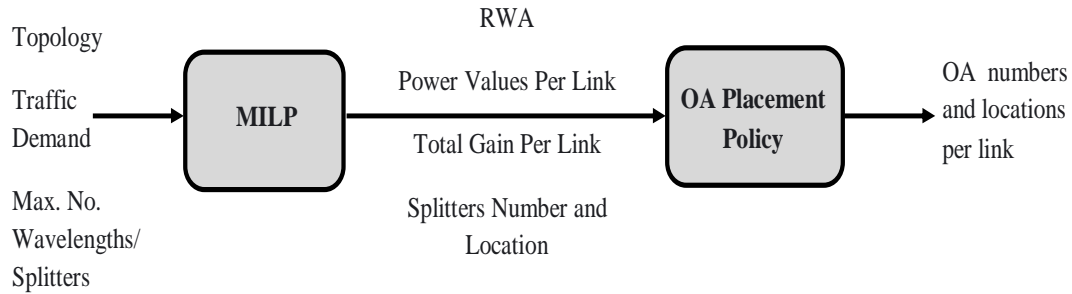 Topology
Traffic
Demand
Max. No.
Wavelengths/
Splitters
MILP
RWA
Power Values Per Link
Total Gain Per Link
Splitters Number and
Location
OA Placement
Policy
OA numbers
and locations
per link